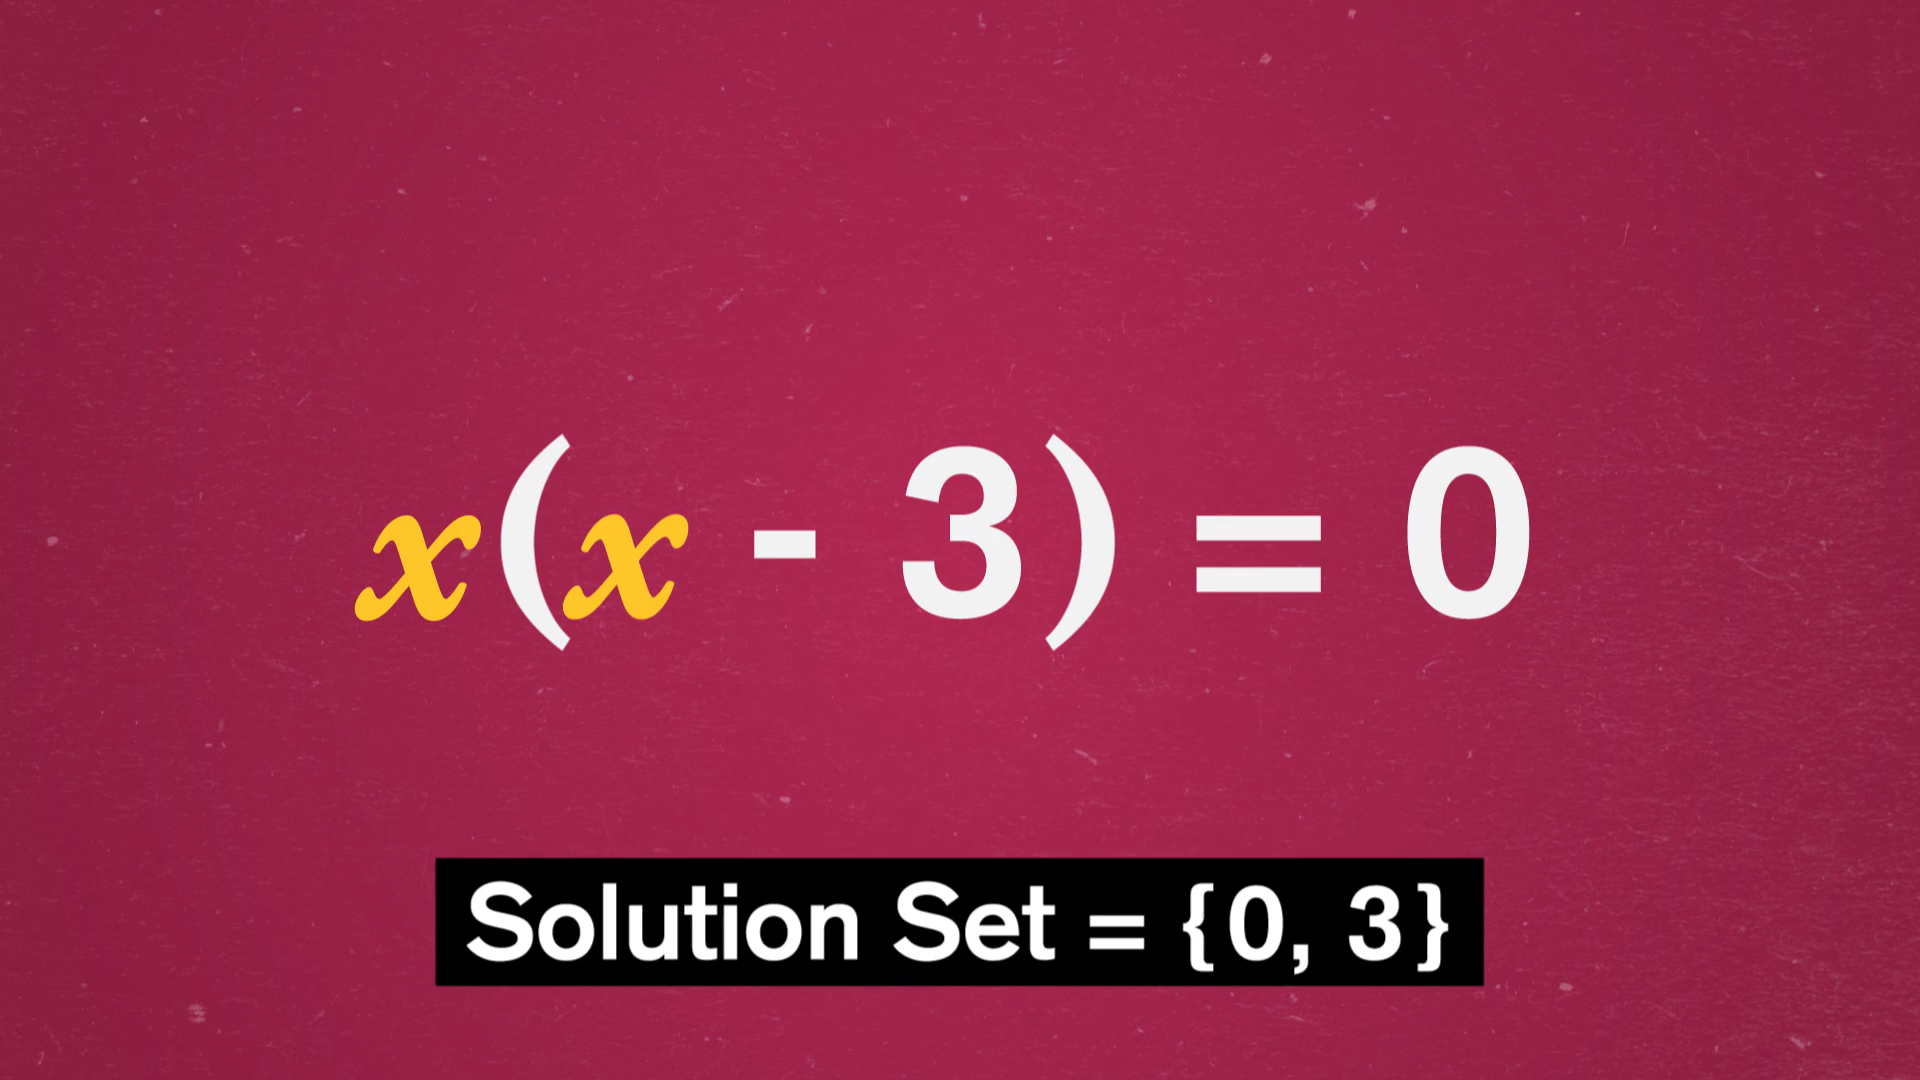 x(x - 3) = 0
Solution Set = {0, 3}